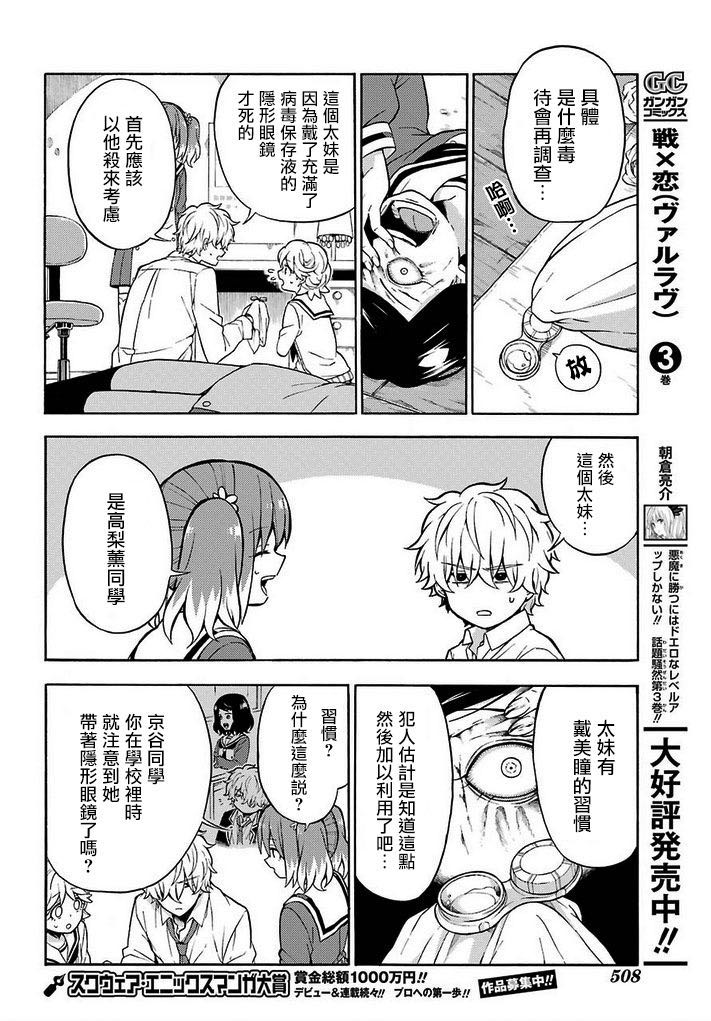 GC
ガンガン
コミックス
戦×恋(ヴァルラヴ)
3
巻
朝倉亮介
悪魔に勝つにはドエロなレベルア
ップしかない!!　話題騒然第3巻!!
大好評発売中!!
具體
是什麼毒
待會再調查…
哈啊…
放
這個太妹是
因為戴了充滿了
病毒保存液的
隱形眼鏡
才死的
首先應該
以他殺來考慮
然後
這個太妹…
是高梨薫同學
太妹有
戴美瞳的習慣
犯人估計是知道這點
然後加以利用了吧…
習慣?
為什麼這麼說?
京谷同學
你在學校裡時
就注意到她
帶著隱形眼鏡了嗎?
スクウェア・エニックスマンガ大賞
賞金総額1000万円!!
デビュー&連載続々!!　プロへの第一歩!!
作品募集中!!
508